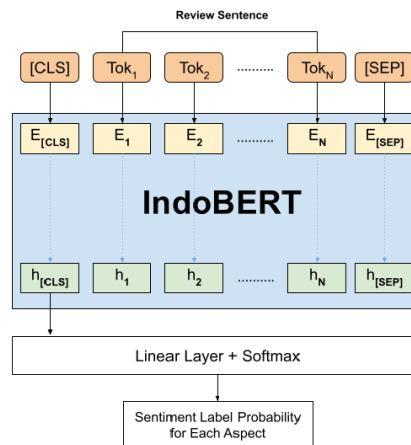 Review Sentence
[CLS] Tok1 Tok2 .......... TokN [SEP]
E[CLS] E1 E2 .......... EN E[SEP]
IndoBERT
h[CLS] h1 h2 .......... hN h[SEP]
Linear Layer + Softmax
Sentiment Label Probability
for Each Aspect